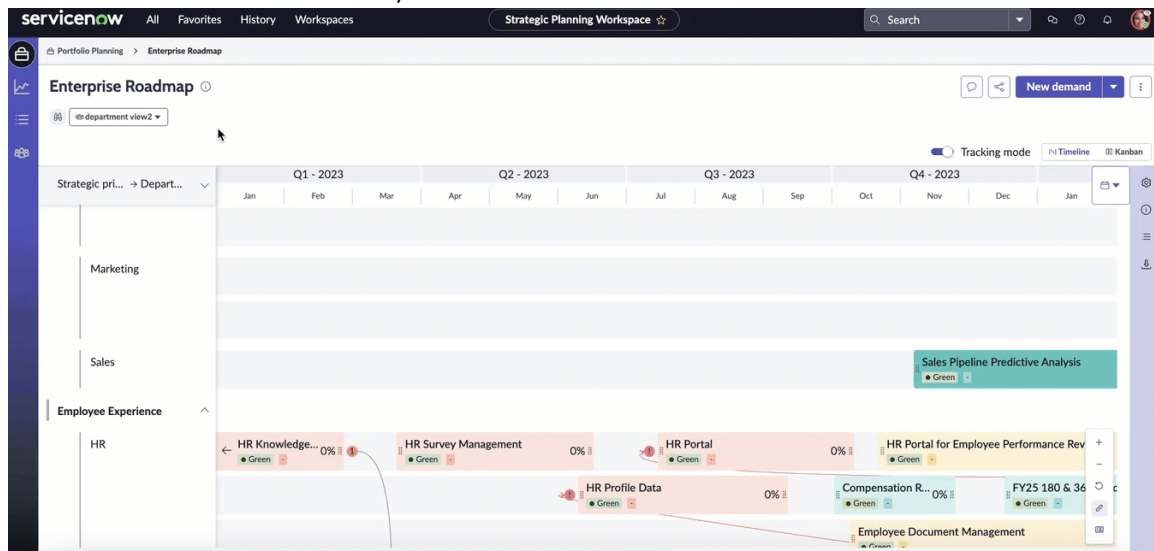 servicenow All Favorites History Workspaces Strategic Planning Workspace Search
Portfolio Planning > Enterprise Roadmap
Enterprise Roadmap New demand
department view2
Tracking mode Timeline Kanban
Strategic pri... → Depart... Q1 - 2023 Q2 - 2023 Q3 - 2023 Q4 - 2023
Jan Feb Mar Apr May Jun Jul Aug Sep Oct Nov Dec Jan
Marketing
Sales Sales Pipeline Predictive Analysis
Green -
Employee Experience
HR HR Knowledge... 0% 1 HR Survey Management 0% ! HR Portal 0% HR Portal for Employee Performance Rev
Green - Green - Green - Green -
! HR Profile Data 0% Compensation R... 0% FY25 180 & 36
Green - Green - Green -
Employee Document Management
Green -